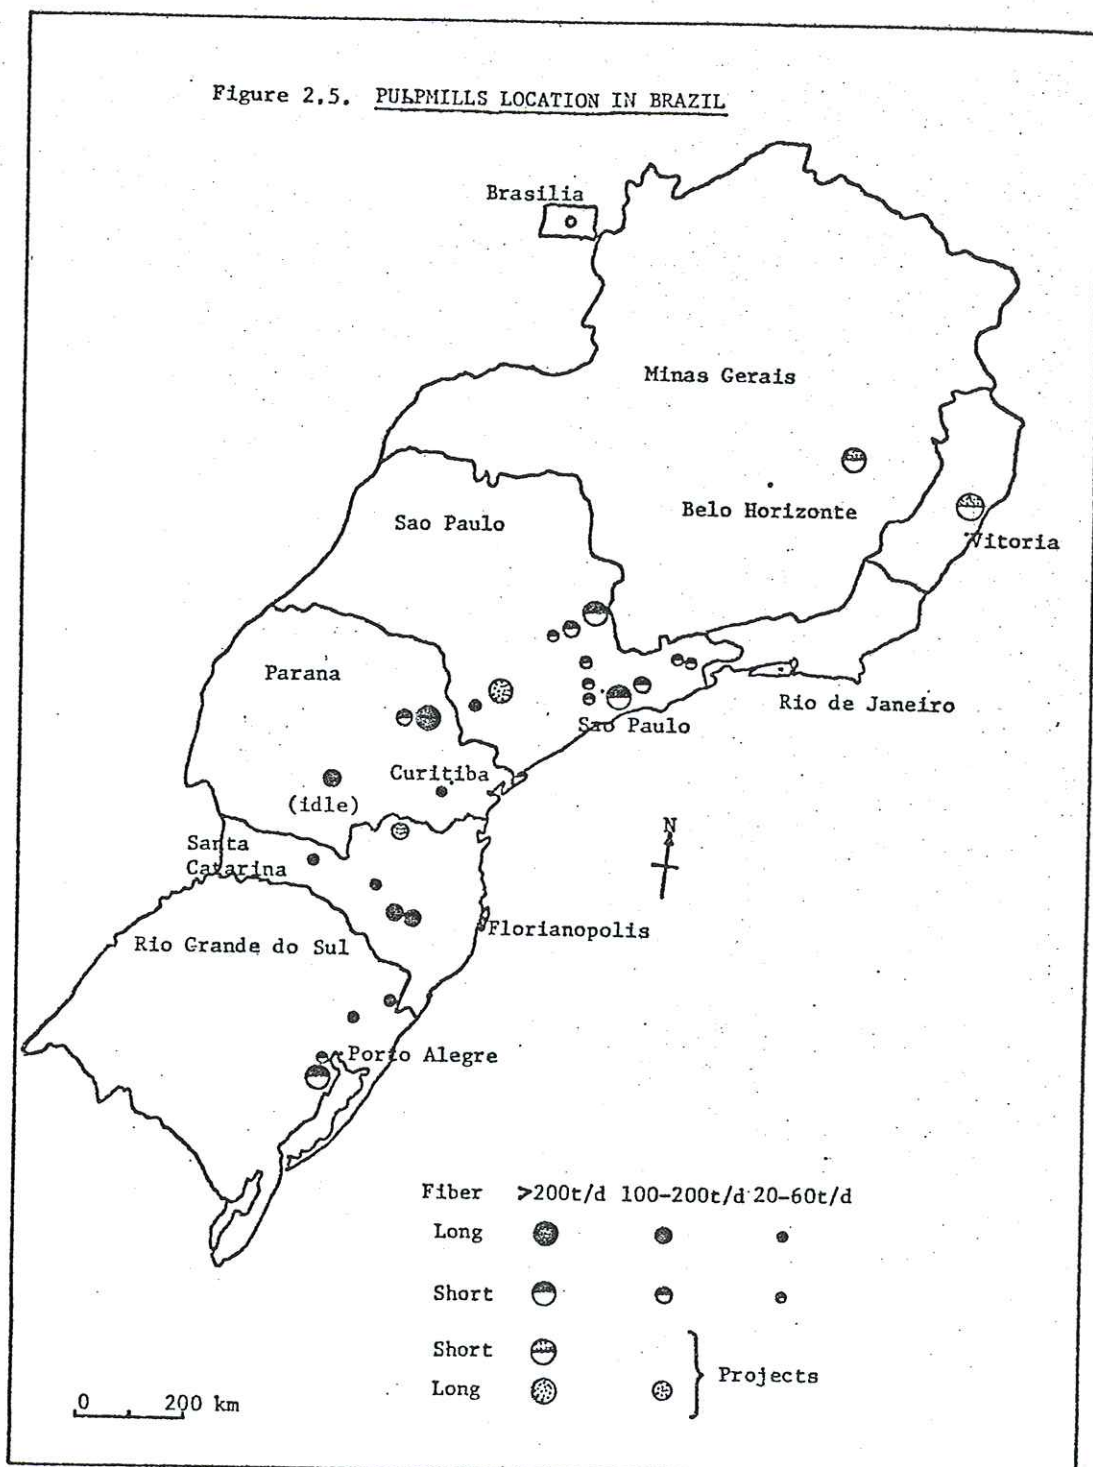 Figure 2.5. PULPMILLS LOCATION IN BRAZIL
Brasilia
Minas Gerais
Belo Horizonte
Vitoria
Sao Paulo
Parana
Rio de Janeiro
Sao Paulo
Curitiba
(idle)
Santa
Catarina
N
Florianopolis
Rio Grande do Sul
Porto Alegre
Fiber >200t/d 100-200t/d 20-60t/d
Long
Short
Short
Projects
Long
0 200 km